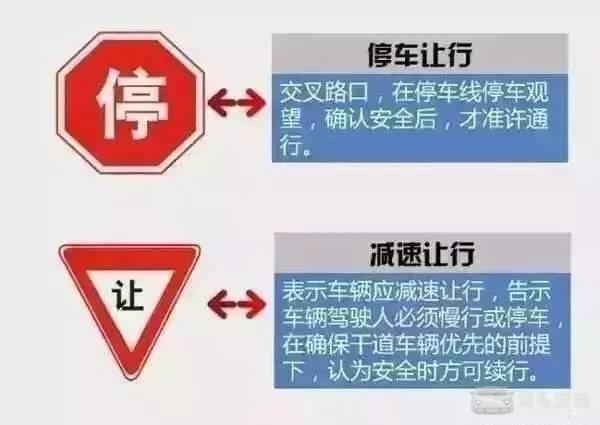 停
停车让行
交叉路口，在停车线停车观
望，确认安全后，才准许通
行。
让
减速让行
表示车辆应减速让行，告示
车辆驾驶人必须慢行或停车，
在确保干道车辆优先的前提
下，认为安全时方可续行。
驾考宝典